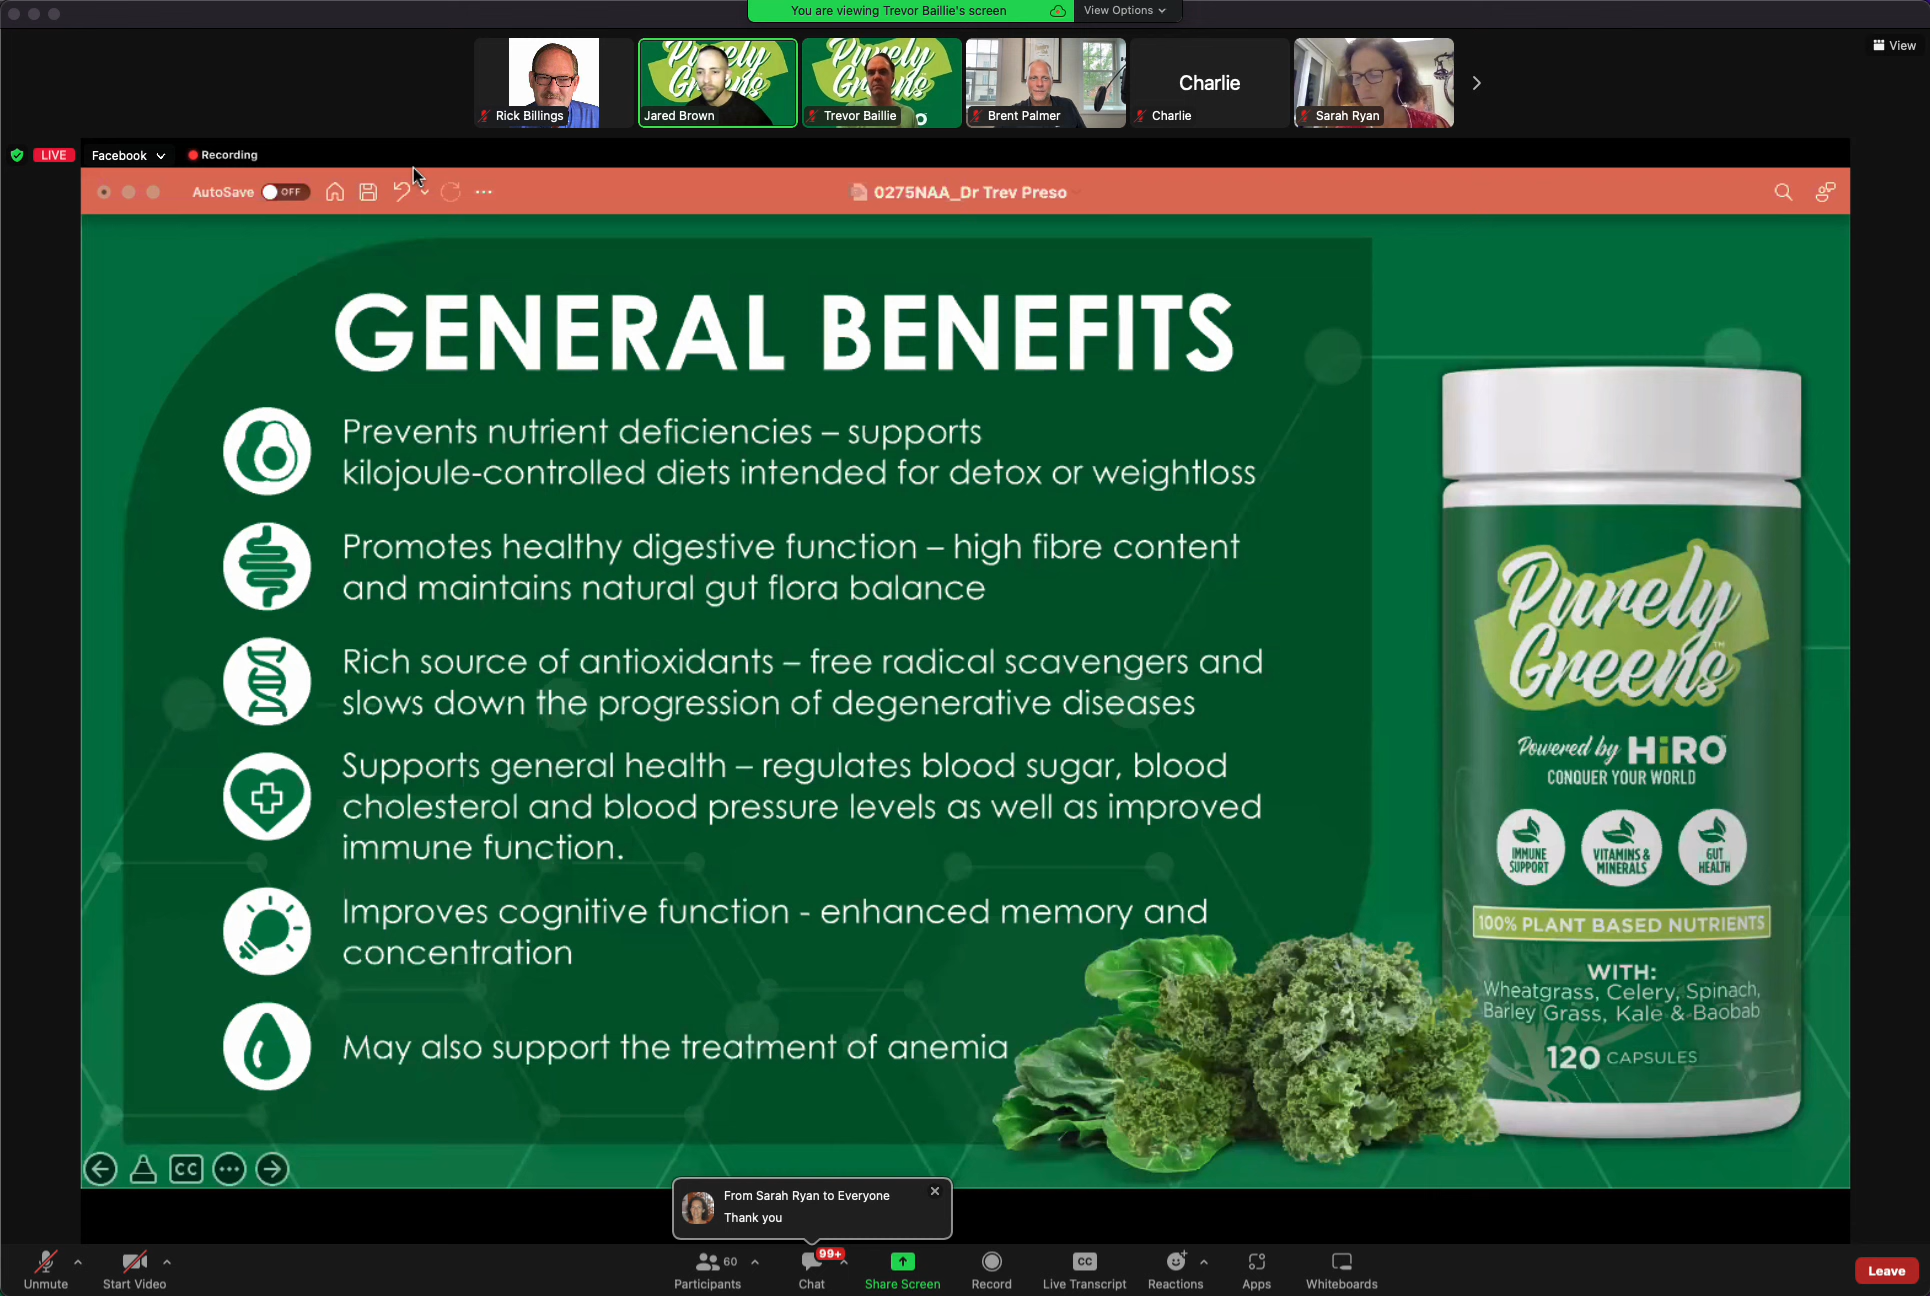 You are viewing Trevor Baillie's screen
View Options
View
Charlie
Rick Billings
Jared Brown
Trevor Baillie
Brent Palmer
Charlie
Sarah Ryan
LIVE
Facebook
Recording
AutoSave OFF
0275NAA_Dr Trev Preso
GENERAL BENEFITS
Prevents nutrient deficiencies – supports
kilojoule-controlled diets intended for detox or weightloss
Promotes healthy digestive function – high fibre content
and maintains natural gut flora balance
Rich source of antioxidants – free radical scavengers and
slows down the progression of degenerative diseases
Supports general health – regulates blood sugar, blood
cholesterol and blood pressure levels as well as improved
immune function.
Improves cognitive function - enhanced memory and
concentration
May also support the treatment of anemia
Purely
Greens™
Powered by HiRO™
CONQUER YOUR WORLD
IMMUNE
SUPPORT
VITAMINS &
MINERALS
GUT
HEALTH
100% PLANT BASED NUTRIENTS
WITH:
Wheatgrass, Celery, Spinach,
Barley Grass, Kale & Baobab
120 CAPSULES
CC
From Sarah Ryan to Everyone
Thank you
Unmute
Start Video
60
Participants
99+
Chat
Share Screen
Record
CC
Live Transcript
Reactions
Apps
Whiteboards
Leave